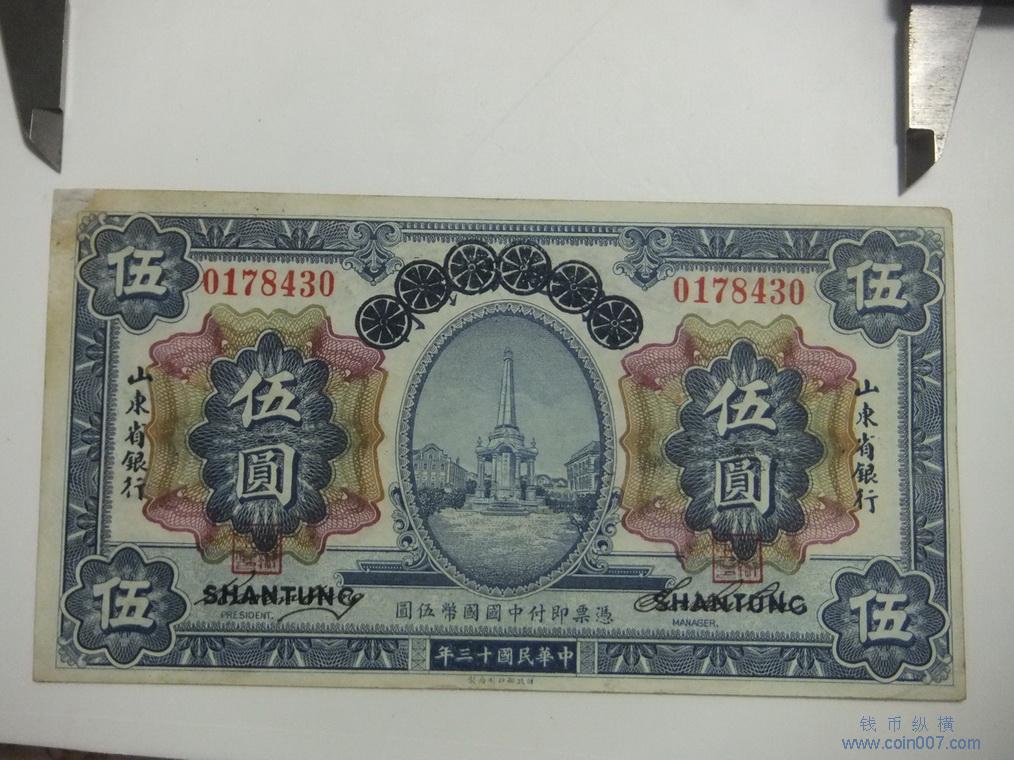 伍
伍
0178430
0178430
伍圓
伍圓
山東省銀行
山東省銀行
SHANTUNG
SHANTUNG
PRESIDENT.
MANAGER.
憑票即付中國國幣伍圓
伍
伍
中華民國十三年
钱币纵横
www.coin007.com